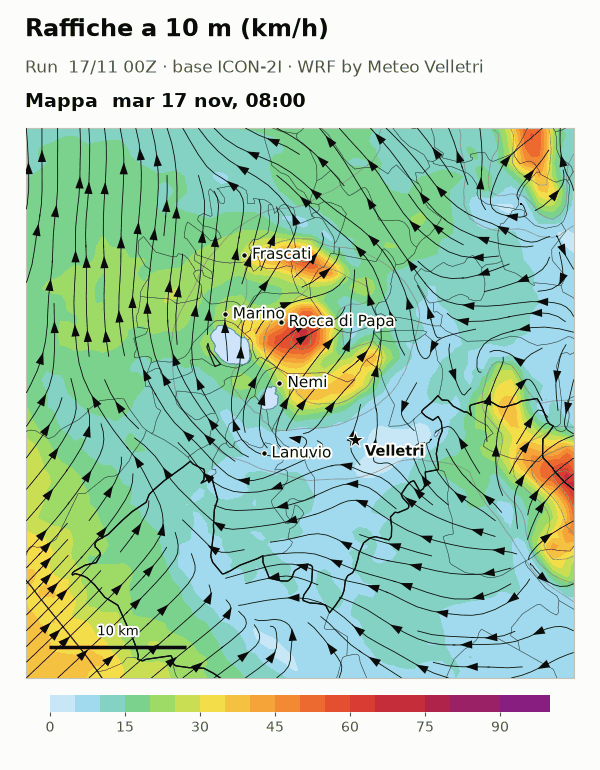 Raffiche a 10 m (km/h)
Run 17/11 00Z · base ICON-2I · WRF by Meteo Velletri
Mappa mar 17 nov, 08:00
Frascati
Marino
Rocca di Papa
Nemi
Velletri
Lanuvio
10 km
0 15 30 45 60 75 90